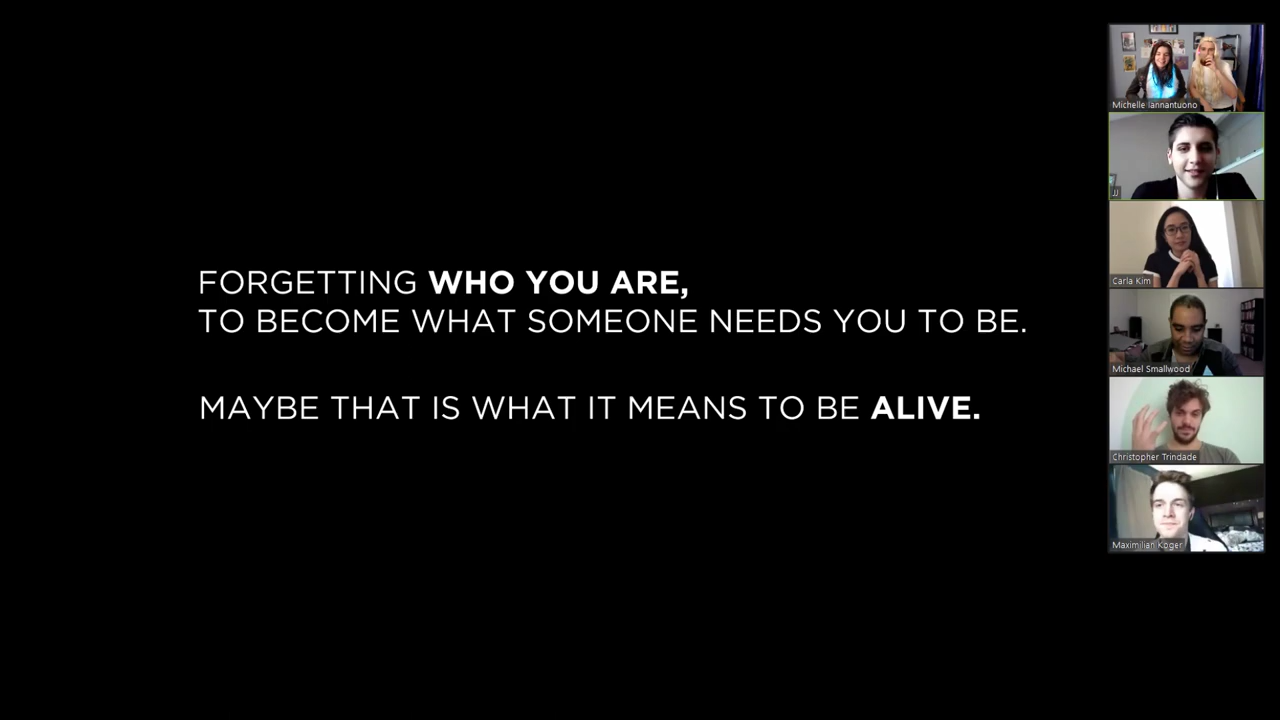 FORGETTING WHO YOU ARE,
TO BECOME WHAT SOMEONE NEEDS YOU TO BE.
MAYBE THAT IS WHAT IT MEANS TO BE ALIVE.
Michelle Iannantuono
JJ
Carla Kim
Michael Smallwood
Christopher Trindade
Maximilian Koger